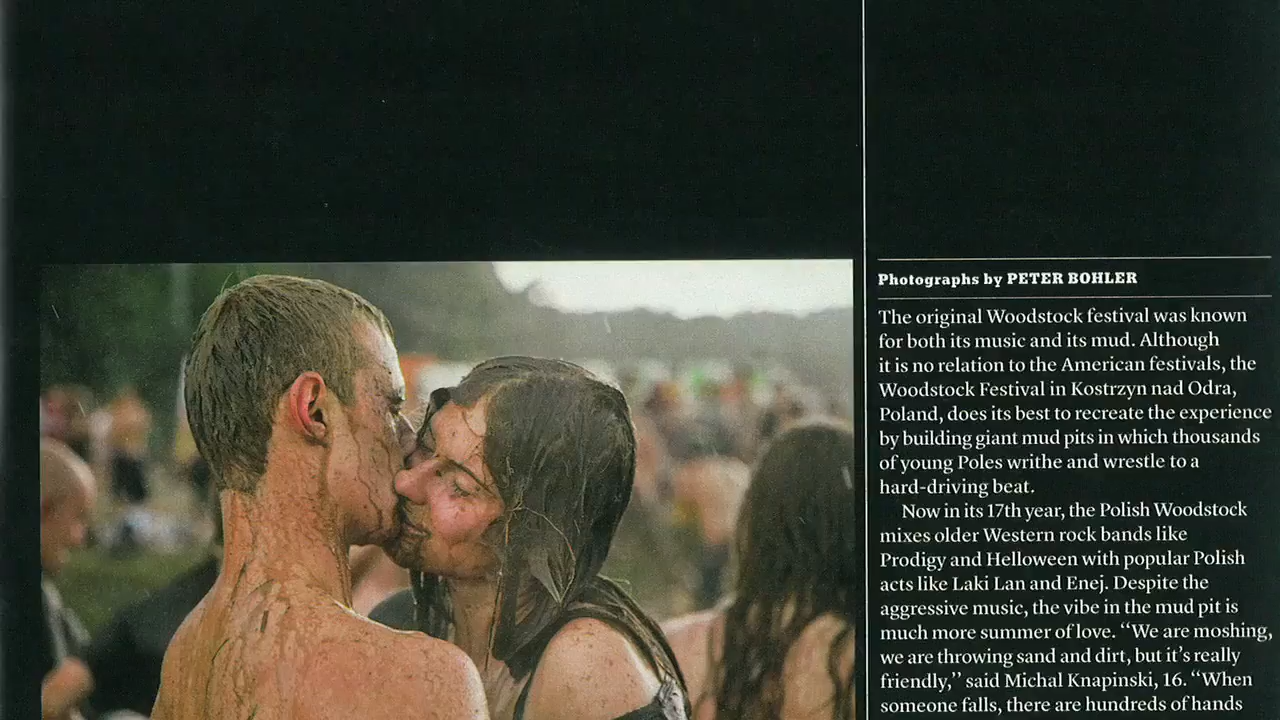 Photographs by PETER BOHLER
The original Woodstock festival was known
for both its music and its mud. Although
it is no relation to the American festivals, the
Woodstock Festival in Kostrzyn nad Odra,
Poland, does its best to recreate the experience
by building giant mud pits in which thousands
of young Poles writhe and wrestle to a
hard-driving beat.
Now in its 17th year, the Polish Woodstock
mixes older Western rock bands like
Prodigy and Helloween with popular Polish
acts like Laki Lan and Enej. Despite the
aggressive music, the vibe in the mud pit is
much more summer of love. “We are moshing,
we are throwing sand and dirt, but it’s really
friendly,” said Michal Knapinski, 16. “When
someone falls, there are hundreds of hands